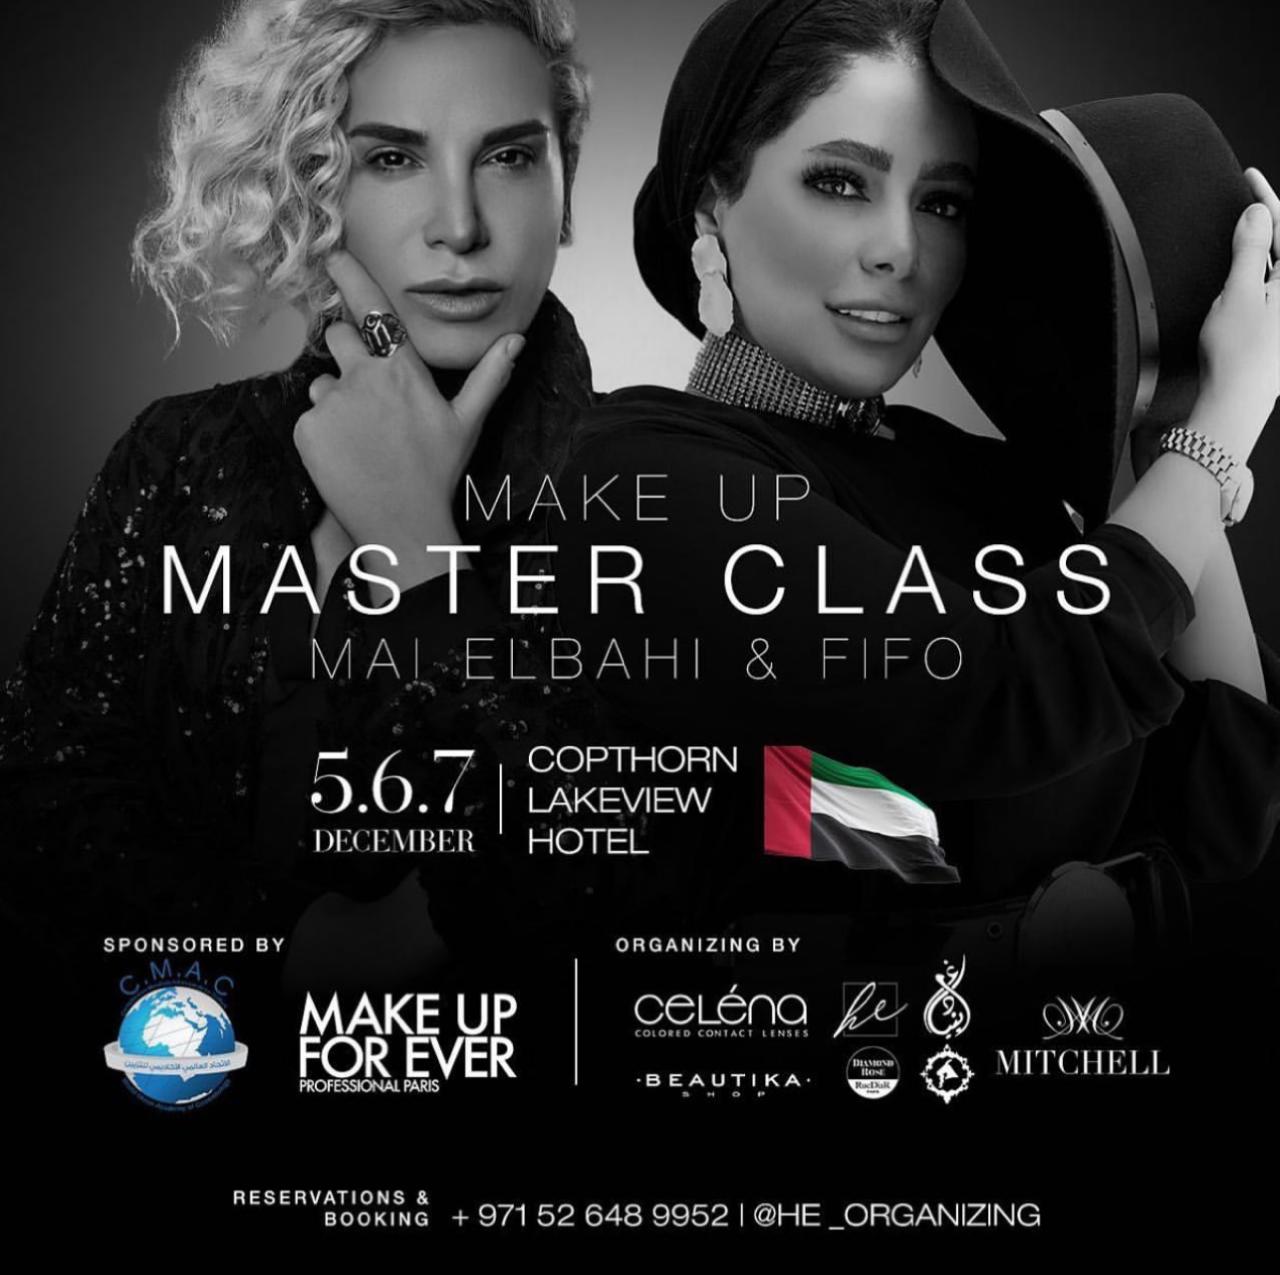 MAKE UP
MASTER CLASS
MAI ELBAHI & FIFO
5.6.7
DECEMBER
COPTHORN
LAKEVIEW
HOTEL
SPONSORED BY
C.M.A.C
MAKE UP
FOR EVER
PROFESSIONAL PARIS
ORGANIZING BY
celéna
COLORED CONTACT LENSES
·BEAUTIKA·
SHOP
he
DIAMOND
ROSE
MITCHELL
RESERVATIONS &
BOOKING
+ 971 52 648 9952 | @HE _ORGANIZING